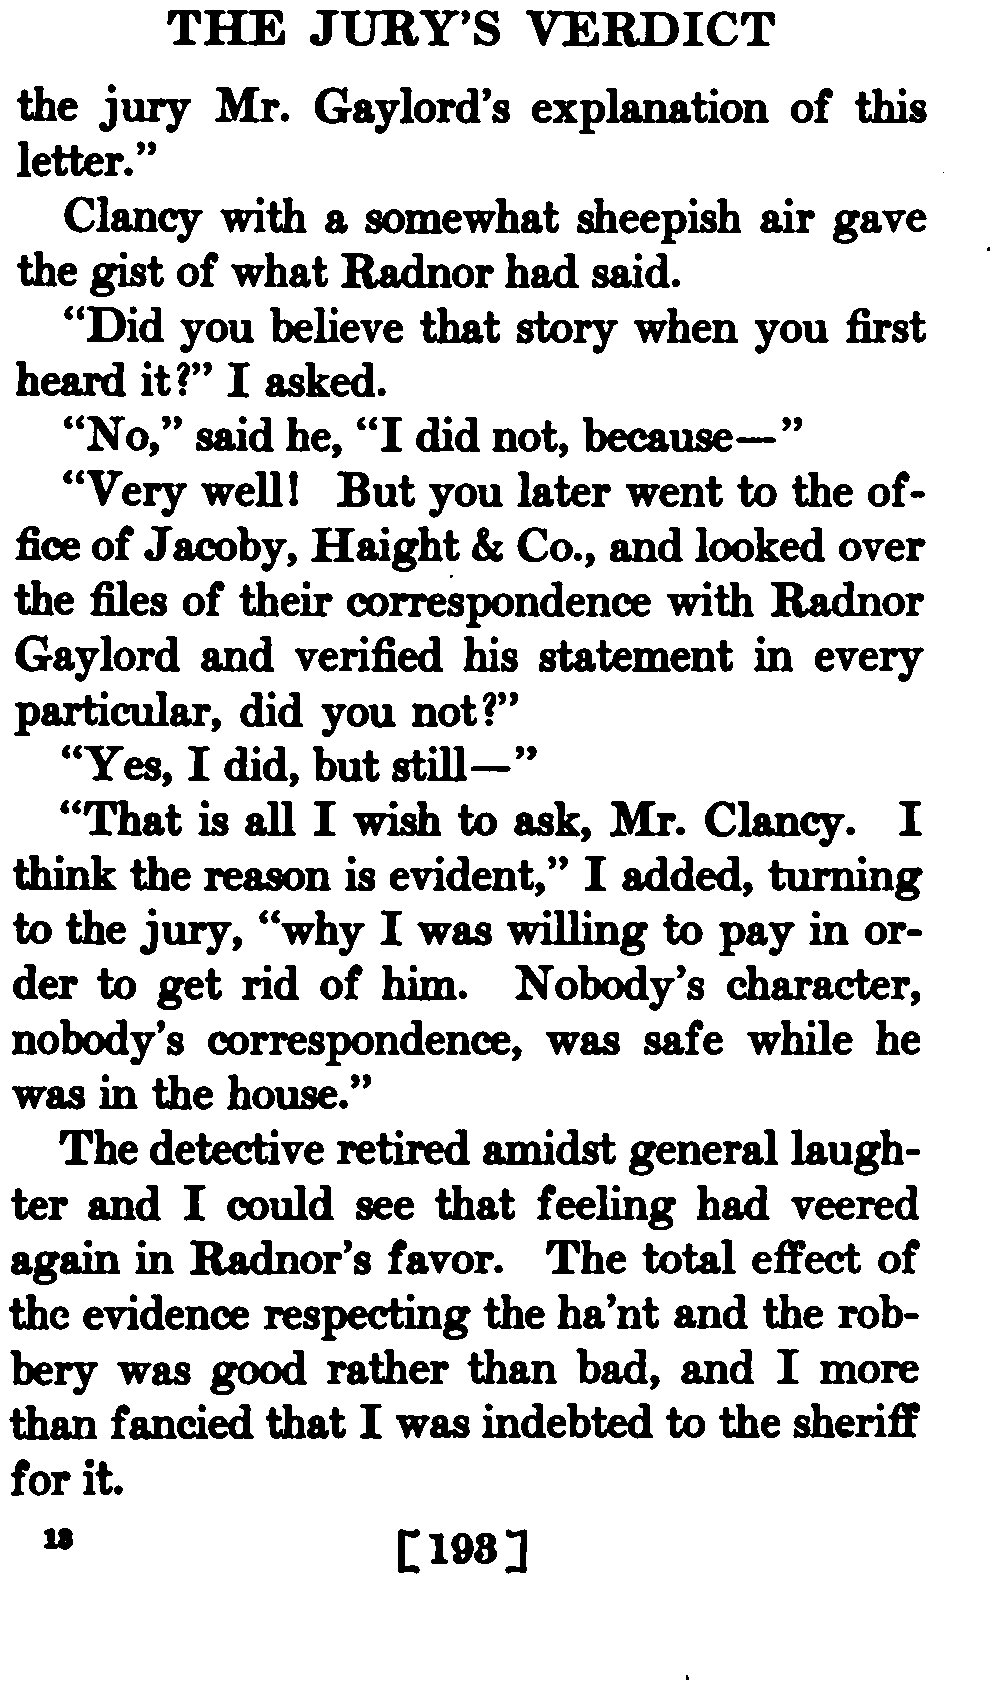 THE JURY'S VERDICT
the jury Mr. Gaylord's explanation of this
letter."
Clancy with a somewhat sheepish air gave
the gist of what Radnor had said.
"Did you believe that story when you first
heard it?" I asked.
"No," said he, "I did not, because—"
"Very well! But you later went to the of-
fice of Jacoby, Haight & Co., and looked over
the files of their correspondence with Radnor
Gaylord and verified his statement in every
particular, did you not?"
"Yes, I did, but still—"
"That is all I wish to ask, Mr. Clancy. I
think the reason is evident," I added, turning
to the jury, "why I was willing to pay in or-
der to get rid of him. Nobody's character,
nobody's correspondence, was safe while he
was in the house."
The detective retired amidst general laugh-
ter and I could see that feeling had veered
again in Radnor's favor. The total effect of
the evidence respecting the ha'nt and the rob-
bery was good rather than bad, and I more
than fancied that I was indebted to the sheriff
for it.
13 [193]